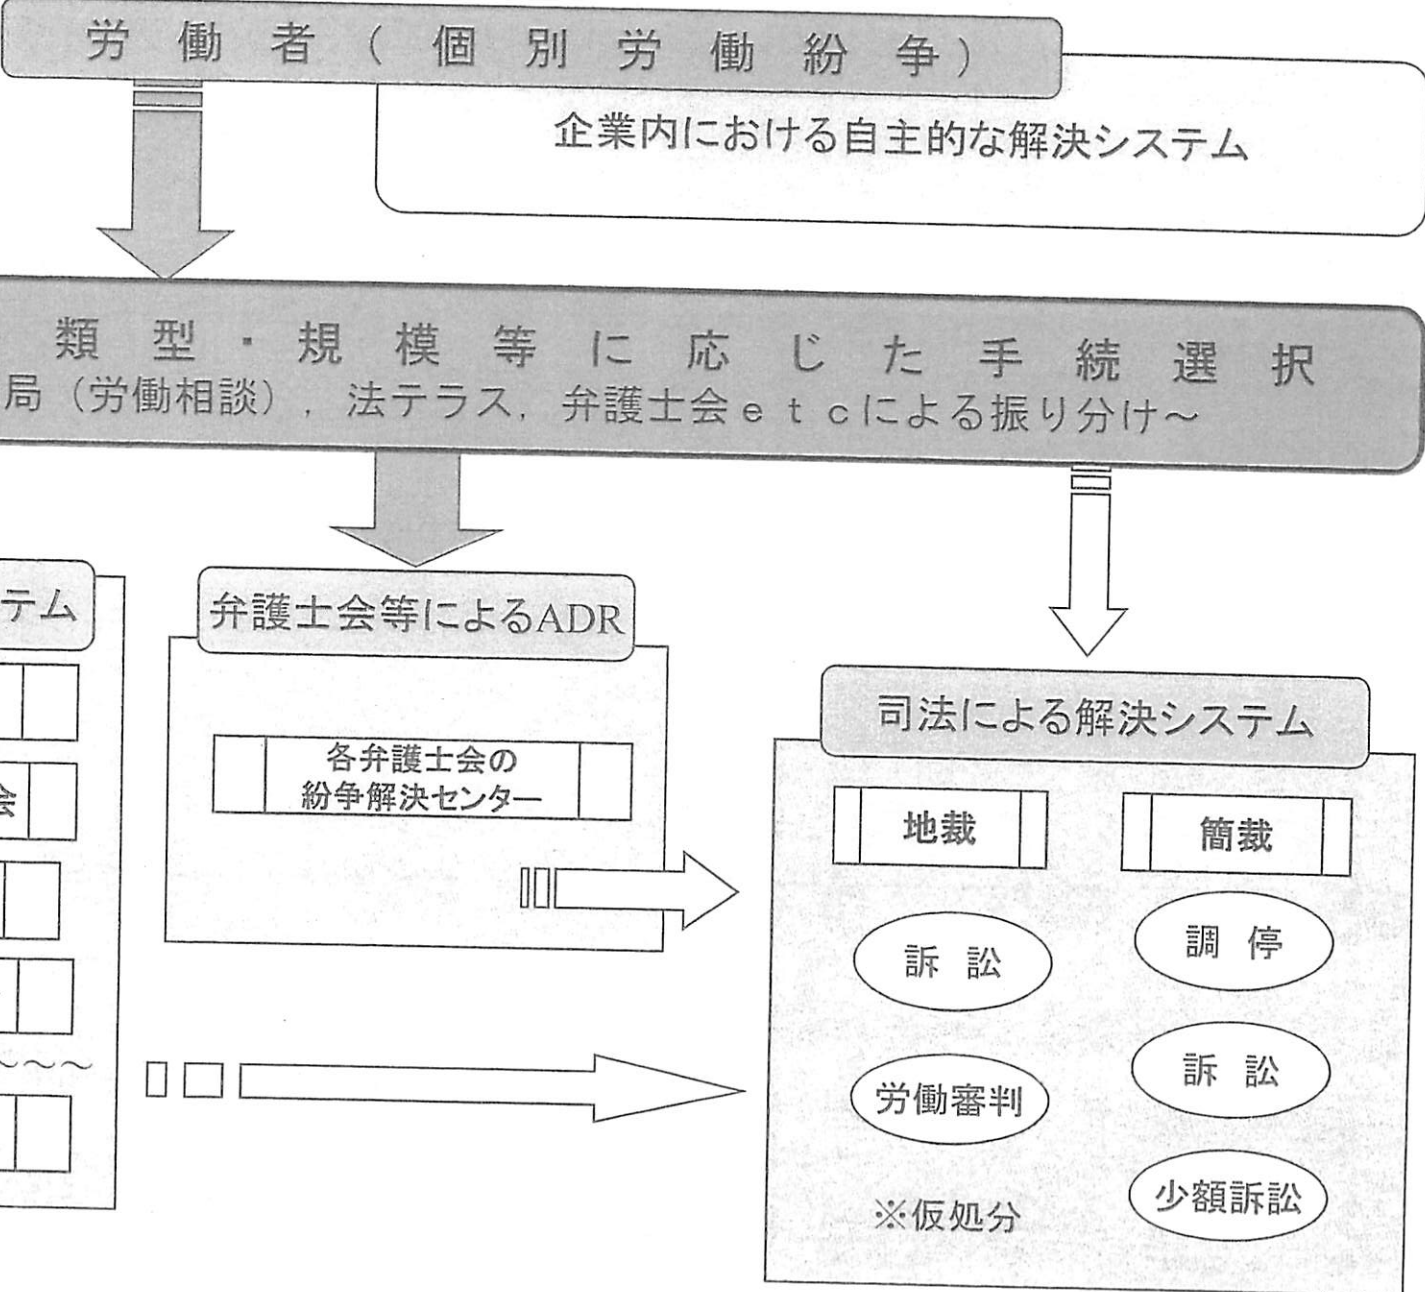 労働者(個別労働紛争)
企業内における自主的な解決システム
類型・規模等に応じた手続選択
局(労働相談),法テラス,弁護士会etcによる振り分け~
テム
弁護士会等によるADR
各弁護士会の
紛争解決センター
会
~~~
司法による解決システム
地裁
訴訟
労働審判
※仮処分
簡裁
調停
訴訟
少額訴訟